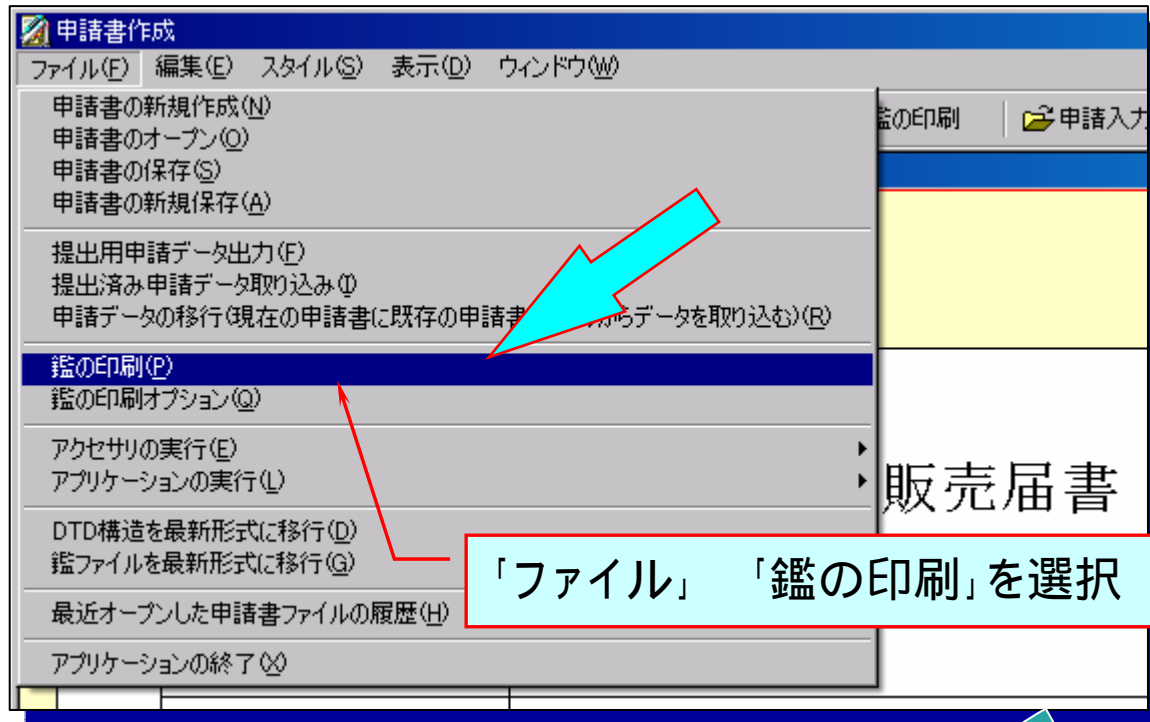 申請書作成
ファイル(F) 編集(E) スタイル(S) 表示(D) ウィンドウ(W)
鑑の印刷 申請入力
申請書の新規作成(N)
申請書のオープン(O)
申請書の保存(S)
申請書の新規保存(A)
提出用申請データ出力(F)
提出済み申請データ取り込み(I)
申請データの移行(現在の申請書に既存の申請書 からデータを取り込む)(R)
鑑の印刷(P)
鑑の印刷オプション(Q)
アクセサリの実行(E)
アプリケーションの実行(L)
販売届書
DTD構造を最新形式に移行(D)
鑑ファイルを最新形式に移行(G)
「ファイル」 「鑑の印刷」を選択
最近オープンした申請書ファイルの履歴(H)
アプリケーションの終了(X)